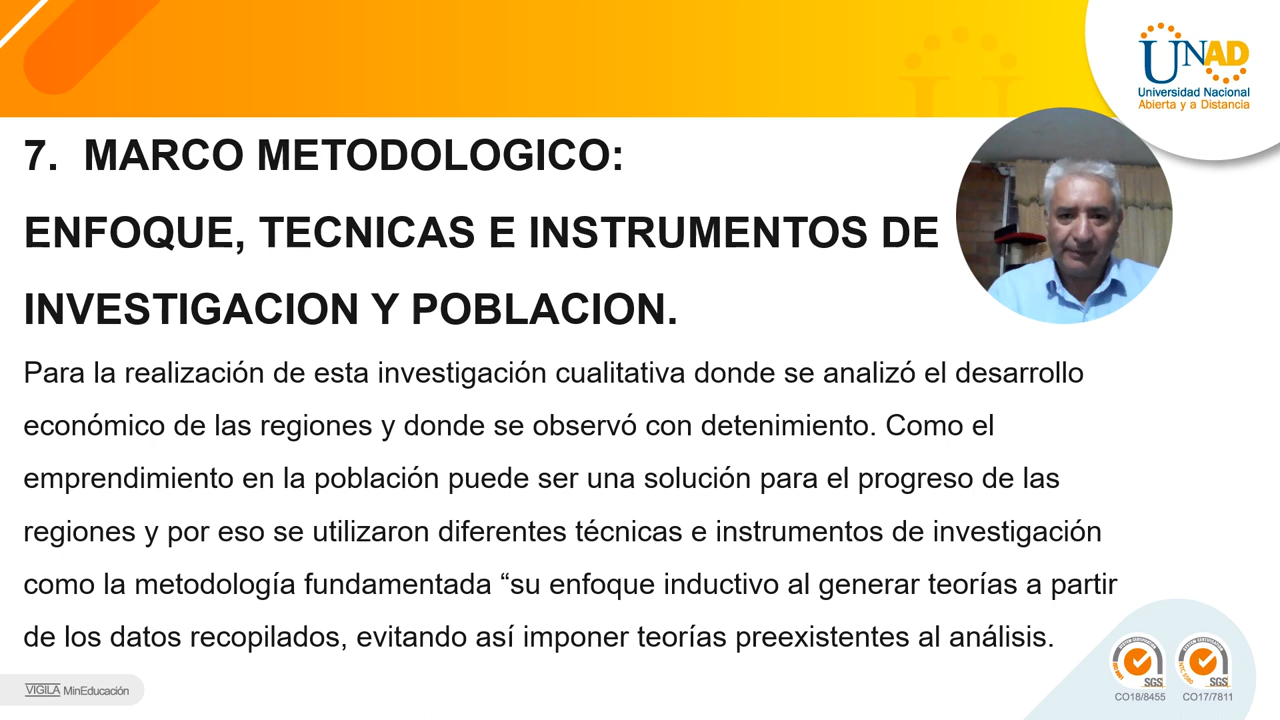 UNAD
Universidad Nacional
Abierta y a Distancia
7. MARCO METODOLOGICO:
ENFOQUE, TECNICAS E INSTRUMENTOS DE
INVESTIGACION Y POBLACION.
Para la realización de esta investigación cualitativa donde se analizó el desarrollo
económico de las regiones y donde se observó con detenimiento. Como el
emprendimiento en la población puede ser una solución para el progreso de las
regiones y por eso se utilizaron diferentes técnicas e instrumentos de investigación
como la metodología fundamentada “su enfoque inductivo al generar teorías a partir
de los datos recopilados, evitando así imponer teorías preexistentes al análisis.
VIGILADA MinEducación
SGS SGS
CO18/8455 CO17/7811